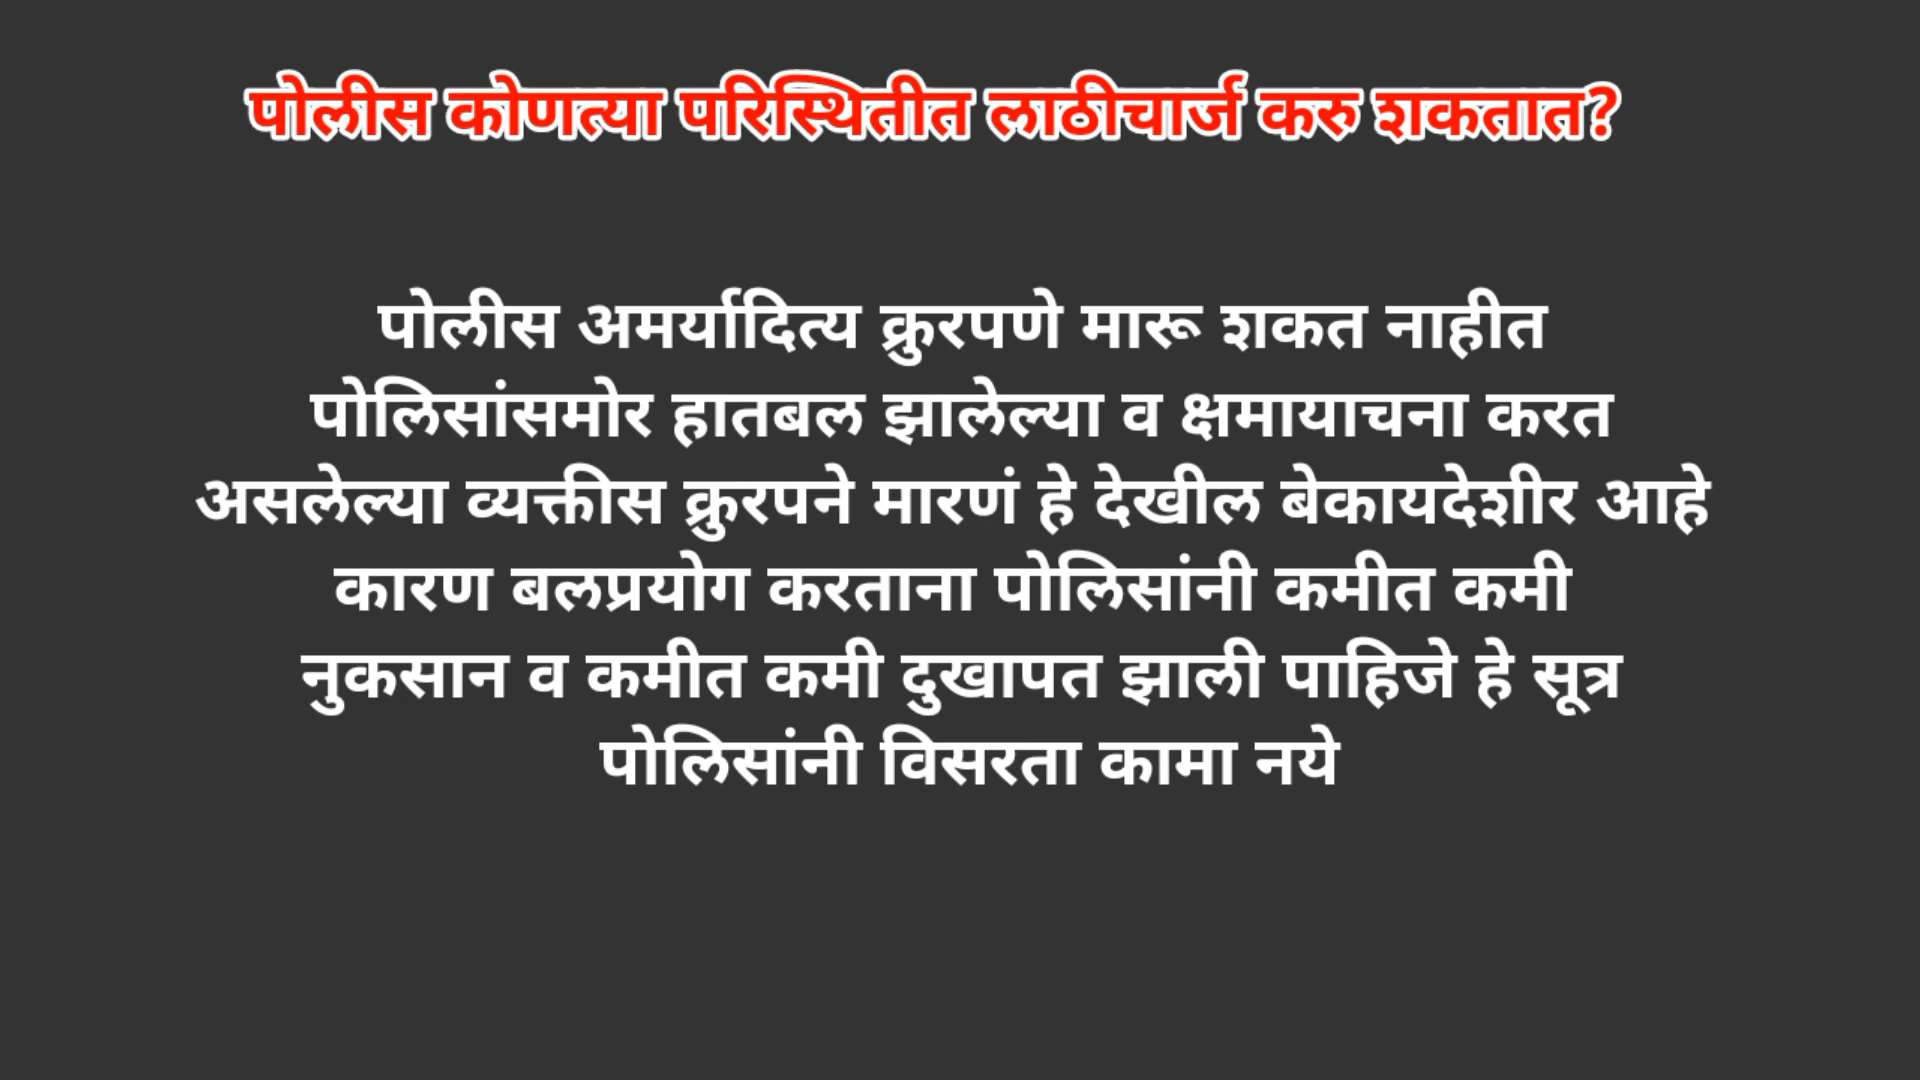 पोलीस कोणत्या परिस्थितीत लाठीचार्ज करु शकतात?
पोलीस अमर्यादित्य क्रुरपणे मारू शकत नाहीत
पोलिसांसमोर हातबल झालेल्या व क्षमायाचना करत
असलेल्या व्यक्तीस क्रुरपने मारणं हे देखील बेकायदेशीर आहे
कारण बलप्रयोग करताना पोलिसांनी कमीत कमी
नुकसान व कमीत कमी दुखापत झाली पाहिजे हे सूत्र
पोलिसांनी विसरता कामा नये